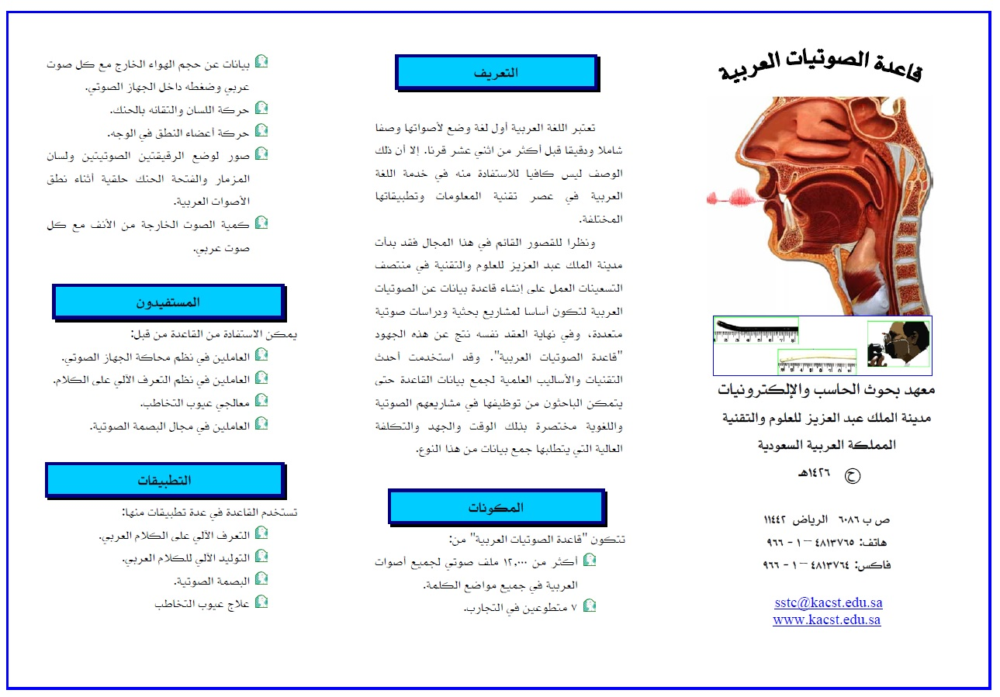 قاعدة الصوتيات العربية
معهد بحوث الحاسب والإلكترونيات
مدينة الملك عبد العزيز للعلوم والتقنية
المملكة العربية السعودية
ح ١٤٢٦هـ
ص ب ٦٠٨٦ الرياض ١١٤٤٢
هاتف: ٤٨١٣٧٦٥ – ١ - ٩٦٦
فاكس: ٤٨١٣٧٦٤ – ١ - ٩٦٦
sstc@kacst.edu.sa
www.kacst.edu.sa
التعريف
تعتبر اللغة العربية أول لغة وضع لأصواتها وصفا
شاملا ودقيقا قبل أكثر من اثني عشر قرنا. إلا أن ذلك
الوصف ليس كافيا للاستفادة منه في خدمة اللغة
العربية في عصر تقنية المعلومات وتطبيقاتها
المختلفة.
ونظرا للقصور القائم في هذا المجال فقد بدأت
مدينة الملك عبد العزيز للعلوم والتقنية في منتصف
التسعينات العمل على إنشاء قاعدة بيانات عن الصوتيات
العربية لتكون أساسا لمشاريع بحثية ودراسات صوتية
متعددة، وفي نهاية العقد نفسه نتج عن هذه الجهود
"قاعدة الصوتيات العربية". وقد استخدمت أحدث
التقنيات والأساليب العلمية لجمع بيانات القاعدة حتى
يتمكن الباحثون من توظيفها في مشاريعهم الصوتية
واللغوية مختصرة بذلك الوقت والجهد والتكلفة
العالية التي يتطلبها جمع بيانات من هذا النوع.
المكونات
تتكون "قاعدة الصوتيات العربية" من:
أكثر من ١٢,٠٠٠ ملف صوتي لجميع أصوات
العربية في جميع مواضع الكلمة.
٧ متطوعين في التجارب.
بيانات عن حجم الهواء الخارج مع كل صوت
عربي وضغطه داخل الجهاز الصوتي.
حركة اللسان والتقائه بالحنك.
حركة أعضاء النطق في الوجه.
صور لوضع الرقيقتين الصوتيتين ولسان
المزمار والفتحة الحنك حلقية أثناء نطق
الأصوات العربية.
كمية الصوت الخارجة من الأنف مع كل
صوت عربي.
المستفيدون
يمكن الاستفادة من القاعدة من قبل:
العاملين في نظم محاكة الجهاز الصوتي.
العاملين في نظم التعرف الآلي على الكلام.
معالجي عيوب التخاطب.
العاملين في مجال البصمة الصوتية.
التطبيقات
تستخدم القاعدة في عدة تطبيقات منها:
التعرف الآلي على الكلام العربي.
التوليد الآلي للكلام العربي.
البصمة الصوتية.
علاج عيوب التخاطب